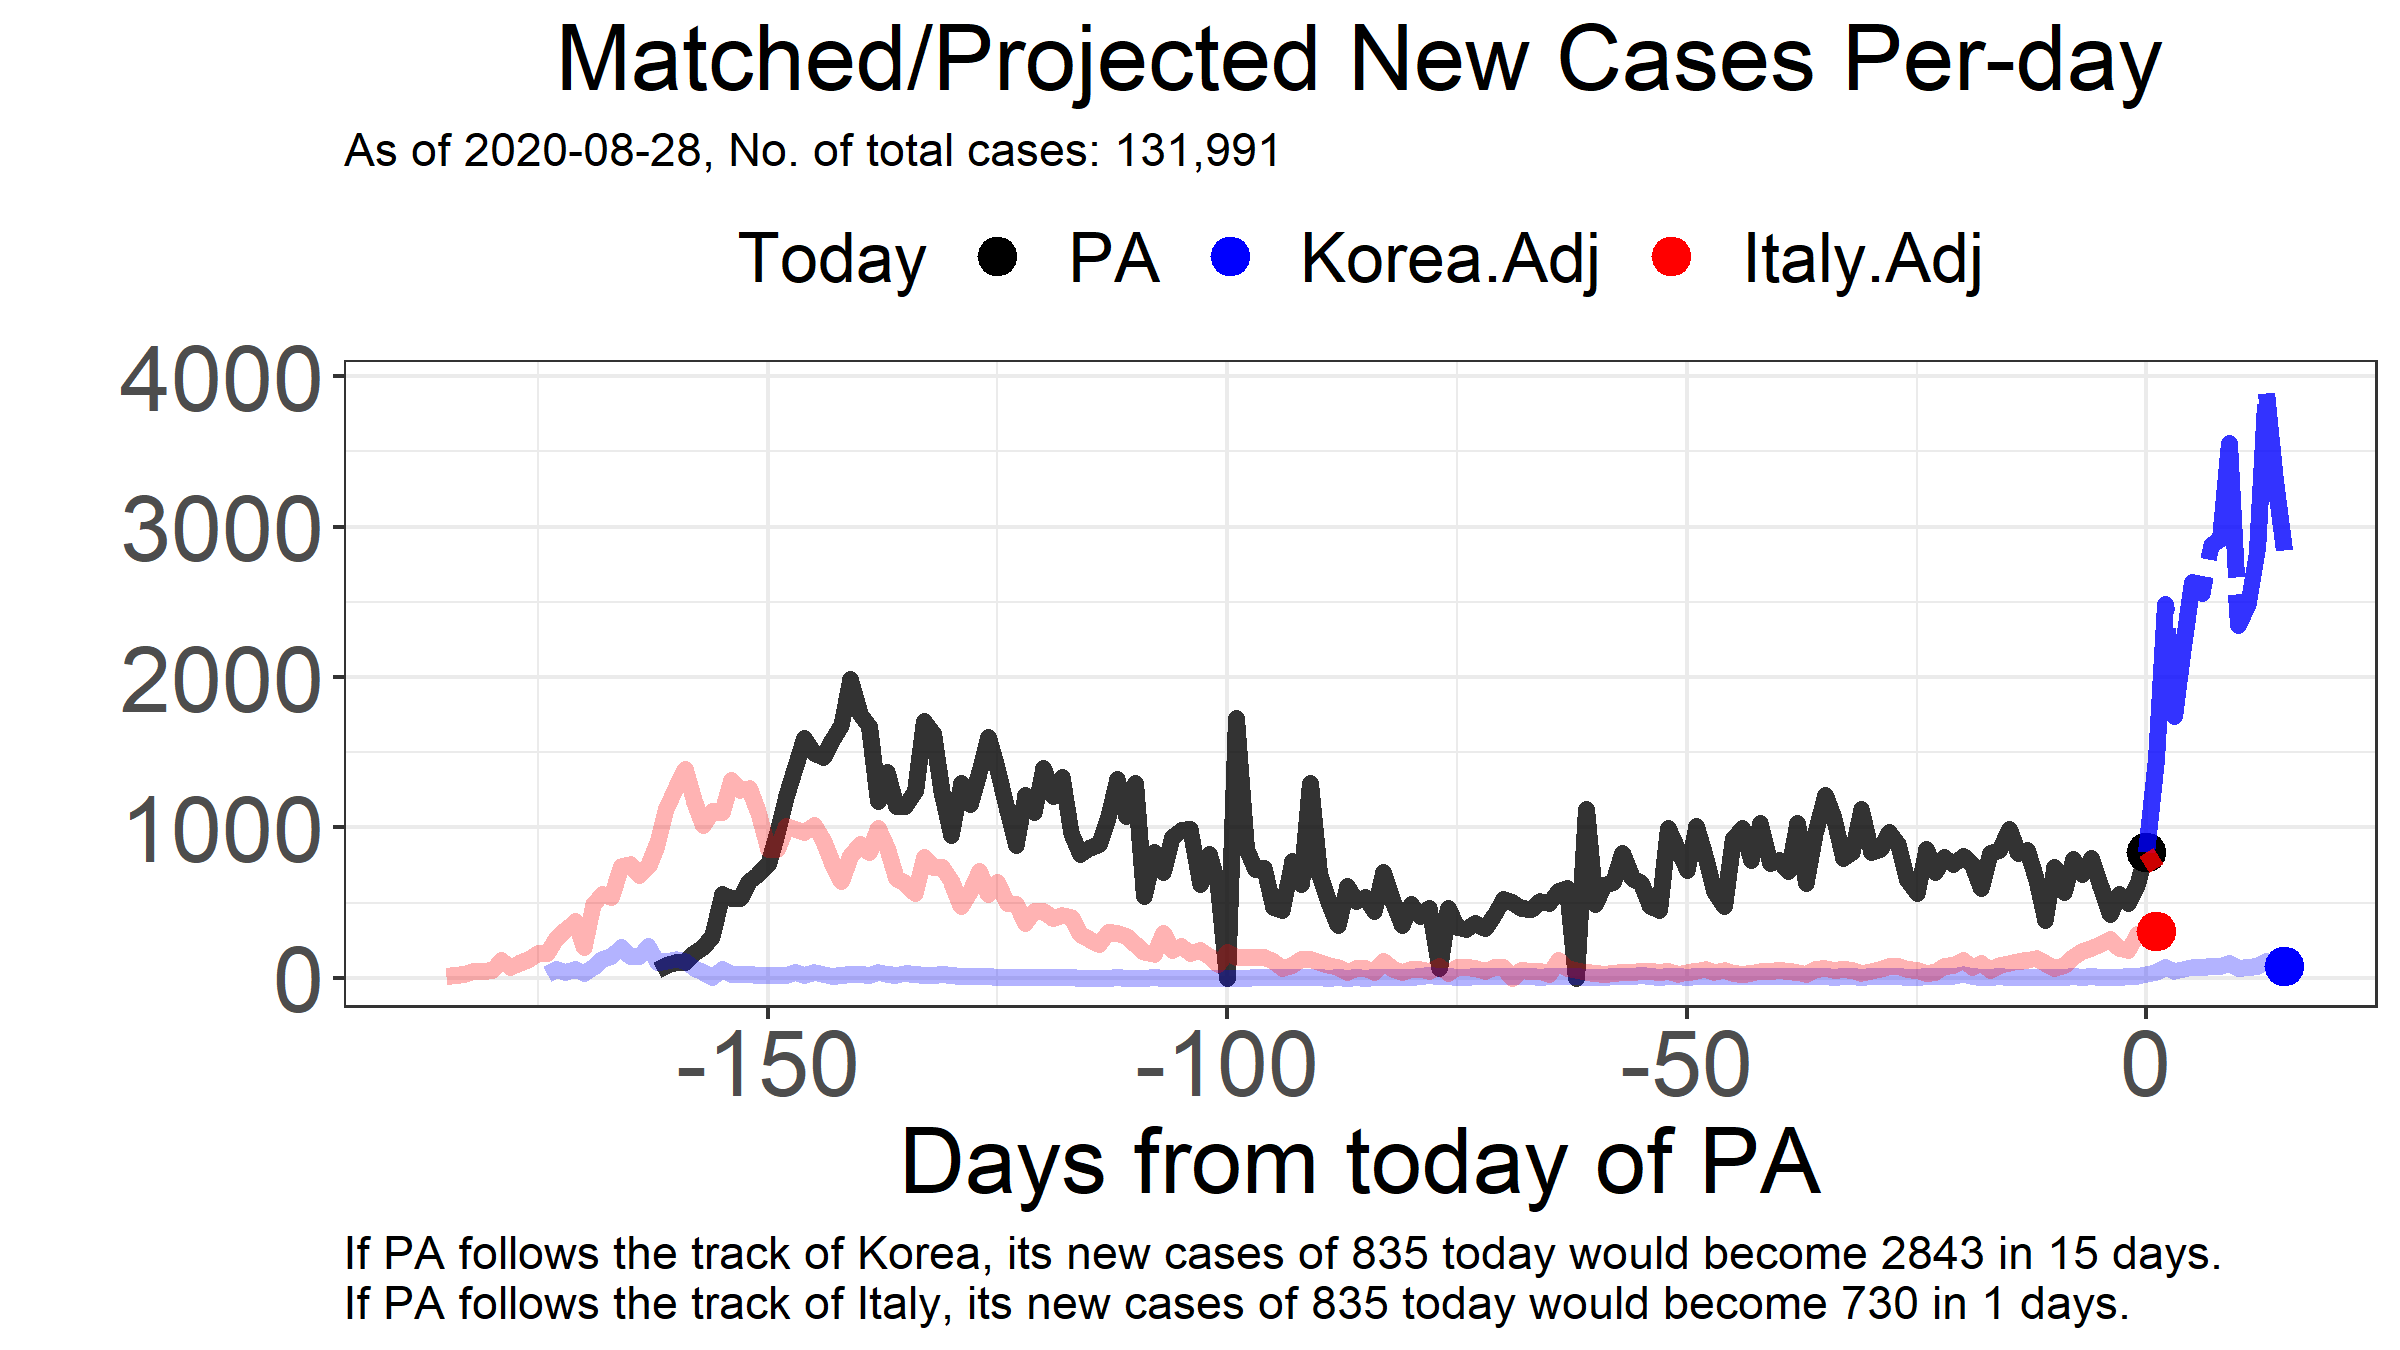 Matched/Projected New Cases Per-day
As of 2020-08-28, No. of total cases: 131,991
Today PA Korea.Adj Italy.Adj
4000
3000
2000
1000
0
-150 -100 -50 0
Days from today of PA
If PA follows the track of Korea, its new cases of 835 today would become 2843 in 15 days.
If PA follows the track of Italy, its new cases of 835 today would become 730 in 1 days.